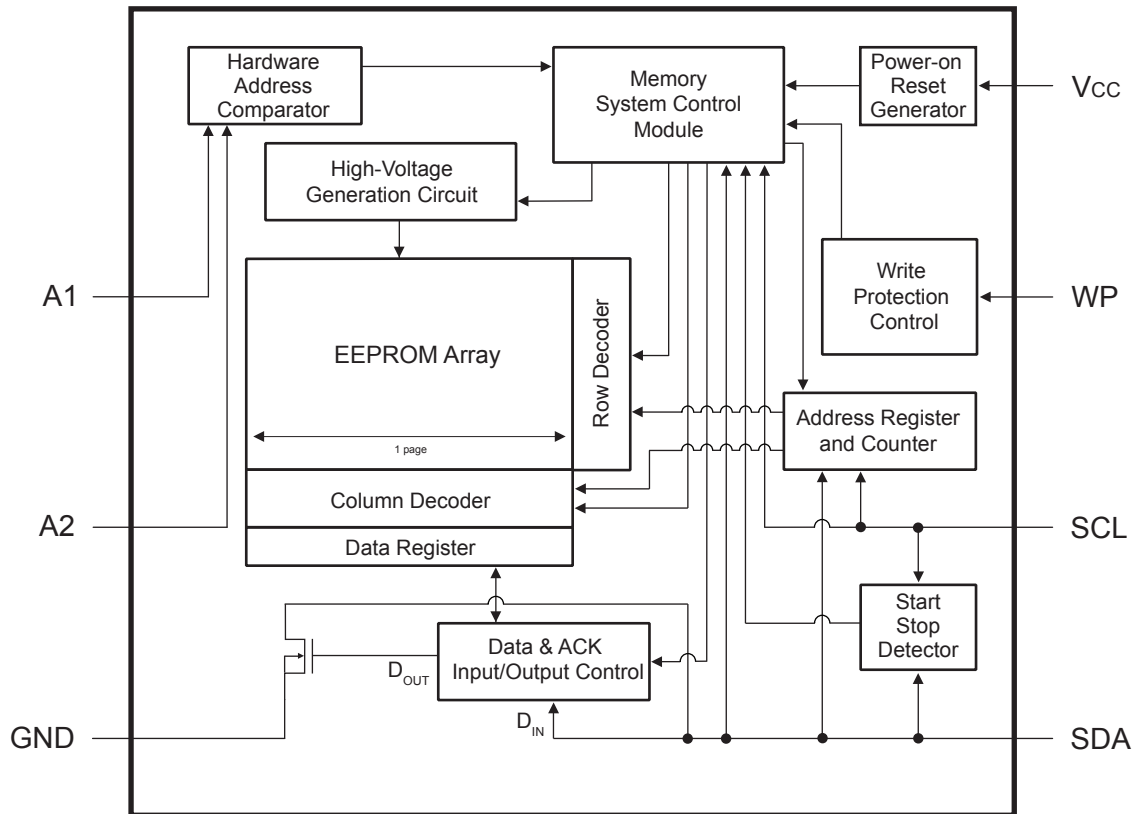 Hardware
Address
Comparator
Memory
System Control
Module
Power-on
Reset
Generator
VCC
High-Voltage
Generation Circuit
A1
EEPROM Array
Row Decoder
Write
Protection
Control
WP
1 page
Address Register
and Counter
Column Decoder
A2
Data Register
SCL
Start
Stop
Detector
Data & ACK
Input/Output Control
DOUT
DIN
GND
SDA